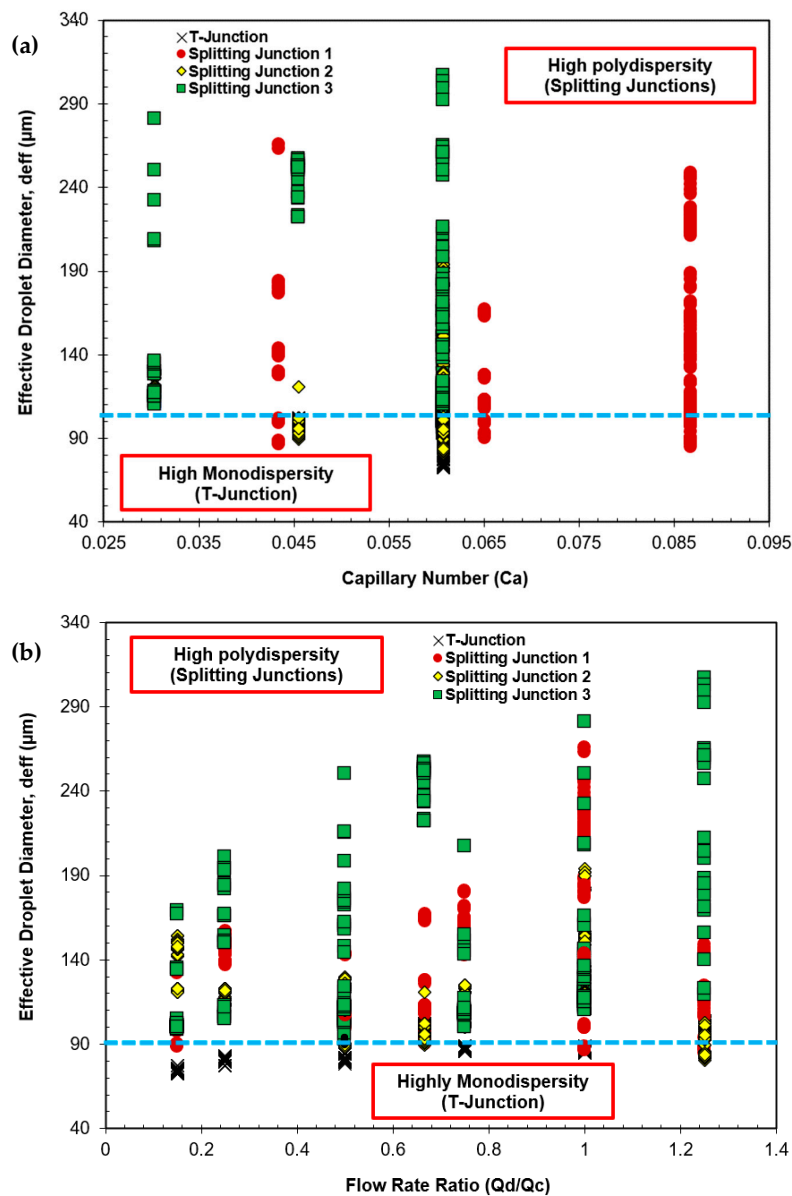 (a)
340
290
240
190
140
90
40
Effective Droplet Diameter, deff (µm)
T-Junction
Splitting Junction 1
Splitting Junction 2
Splitting Junction 3
High polydispersity
(Splitting Junctions)
High Monodispersity
(T-Junction)
0.025 0.035 0.045 0.055 0.065 0.075 0.085 0.095
Capillary Number (Ca)
(b)
340
290
240
190
140
90
40
Effective Droplet Diameter, deff (µm)
High polydispersity
(Splitting Junctions)
T-Junction
Splitting Junction 1
Splitting Junction 2
Splitting Junction 3
Highly Monodispersity
(T-Junction)
0 0.2 0.4 0.6 0.8 1 1.2 1.4
Flow Rate Ratio (Qd/Qc)